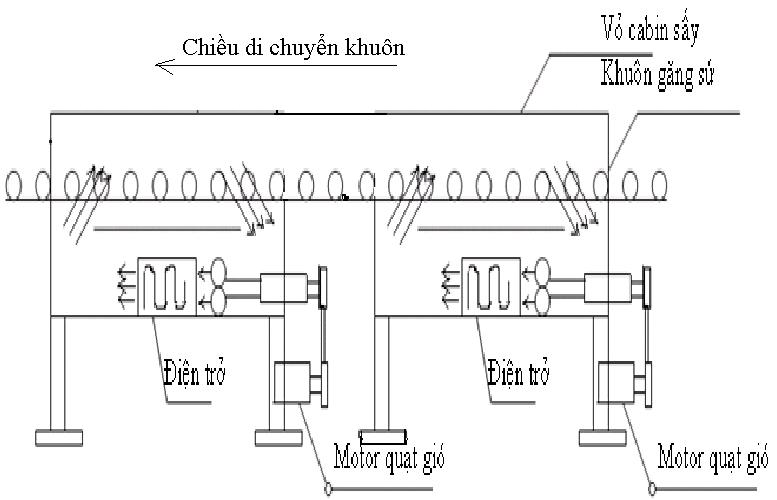 Vỏ cabin sấy
Chiều di chuyển khuôn
Khuôn găng sứ
Điện trở
Điện trở
Motor quạt gió
Motor quạt gió